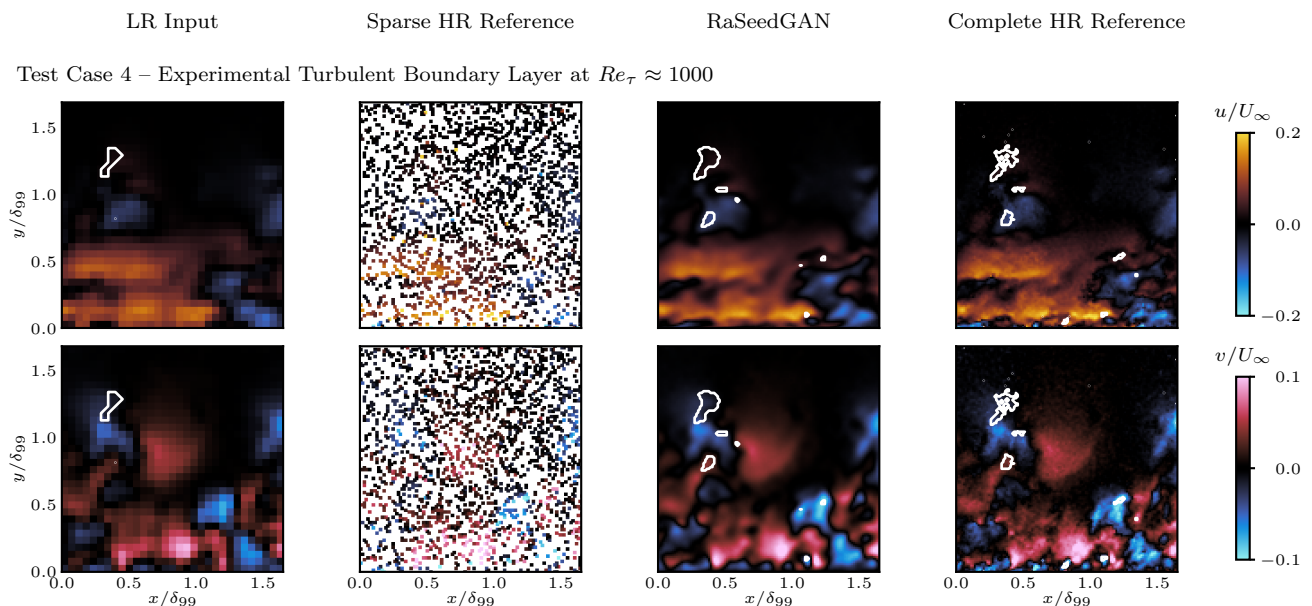 LR Input Sparse HR Reference RaSeedGAN Complete HR Reference
Test Case 4 – Experimental Turbulent Boundary Layer at Re_τ ≈ 1000
u/U∞
1.5
1.0
0.5
0.0
y/δ99
0.2
0.0
−0.2
v/U∞
1.5
1.0
0.5
0.0
y/δ99
0.1
0.0
−0.1
0.0 0.5 1.0 1.5 0.0 0.5 1.0 1.5 0.0 0.5 1.0 1.5 0.0 0.5 1.0 1.5
x/δ99 x/δ99 x/δ99 x/δ99